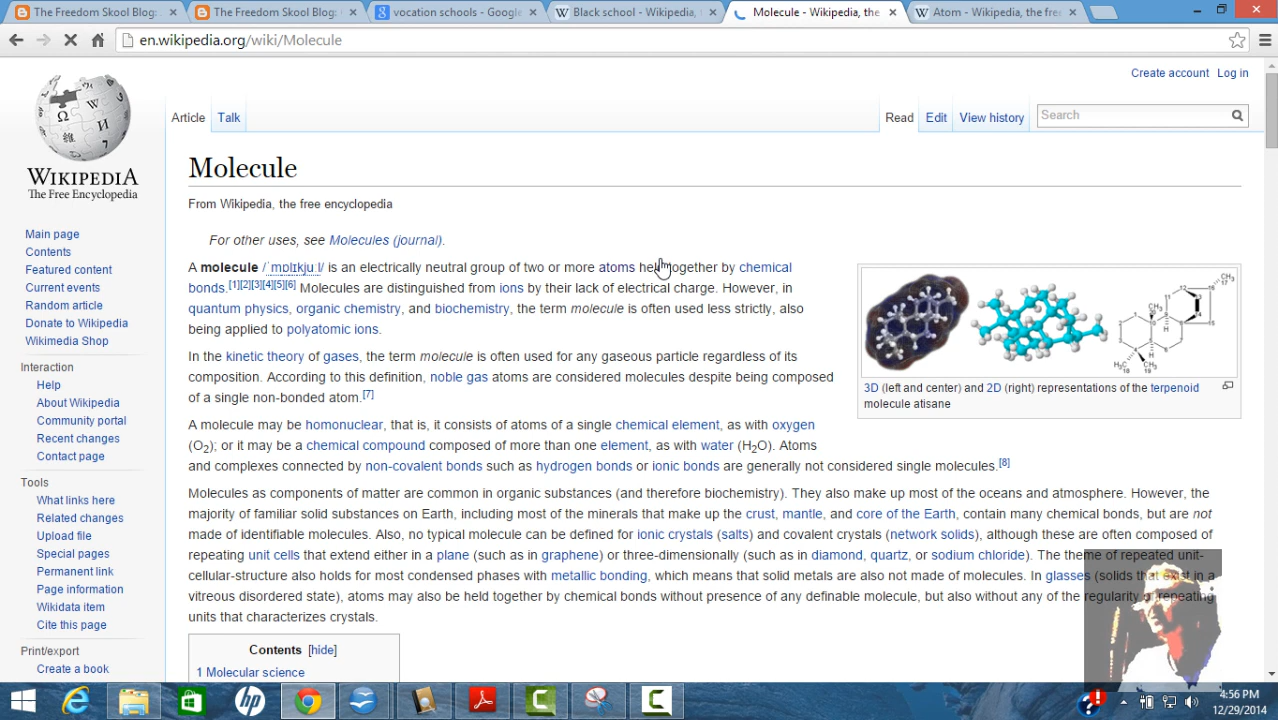 The Freedom Skool Blog:
The Freedom Skool Blog:
vocation schools - Google
Black school - Wikipedia,
Molecule - Wikipedia, the
Atom - Wikipedia, the free
en.wikipedia.org/wiki/Molecule
Create account Log in
Article Talk Read Edit View history Search
WIKIPEDIA
The Free Encyclopedia
Main page
Contents
Featured content
Current events
Random article
Donate to Wikipedia
Wikimedia Shop
Interaction
Help
About Wikipedia
Community portal
Recent changes
Contact page
Tools
What links here
Related changes
Upload file
Special pages
Permanent link
Page information
Wikidata item
Cite this page
Print/export
Create a book
Molecule
From Wikipedia, the free encyclopedia
For other uses, see Molecules (journal).
A molecule /ˈmɒlɪkjuːl/ is an electrically neutral group of two or more atoms held together by chemical
bonds.[1][2][3][4][5][6] Molecules are distinguished from ions by their lack of electrical charge. However, in
quantum physics, organic chemistry, and biochemistry, the term molecule is often used less strictly, also
being applied to polyatomic ions.
In the kinetic theory of gases, the term molecule is often used for any gaseous particle regardless of its
composition. According to this definition, noble gas atoms are considered molecules despite being composed
of a single non-bonded atom.[7]
A molecule may be homonuclear, that is, it consists of atoms of a single chemical element, as with oxygen
(O2); or it may be a chemical compound composed of more than one element, as with water (H2O). Atoms
and complexes connected by non-covalent bonds such as hydrogen bonds or ionic bonds are generally not considered single molecules.[8]
Molecules as components of matter are common in organic substances (and therefore biochemistry). They also make up most of the oceans and atmosphere. However, the
majority of familiar solid substances on Earth, including most of the minerals that make up the crust, mantle, and core of the Earth, contain many chemical bonds, but are not
made of identifiable molecules. Also, no typical molecule can be defined for ionic crystals (salts) and covalent crystals (network solids), although these are often composed of
repeating unit cells that extend either in a plane (such as in graphene) or three-dimensionally (such as in diamond, quartz, or sodium chloride). The theme of repeated unit-
cellular-structure also holds for most condensed phases with metallic bonding, which means that solid metals are also not made of molecules. In glasses (solids that exist in a
vitreous disordered state), atoms may also be held together by chemical bonds without presence of any definable molecule, but also without any of the regularity of repeating
units that characterizes crystals.
Contents [hide]
1 Molecular science
3D (left and center) and 2D (right) representations of the terpenoid
molecule atisane
hp
4:56 PM
12/29/2014